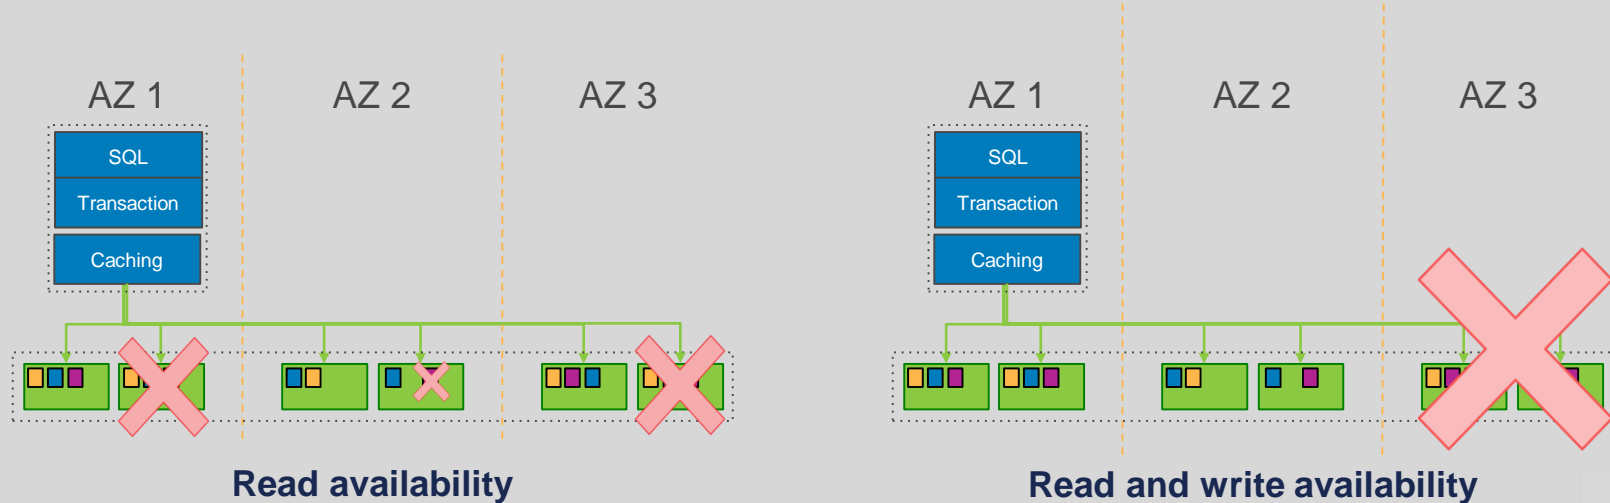 AZ 1
AZ 2
AZ 3
SQL
Transaction
Caching
Read availability
AZ 1
AZ 2
AZ 3
SQL
Transaction
Caching
Read and write availability